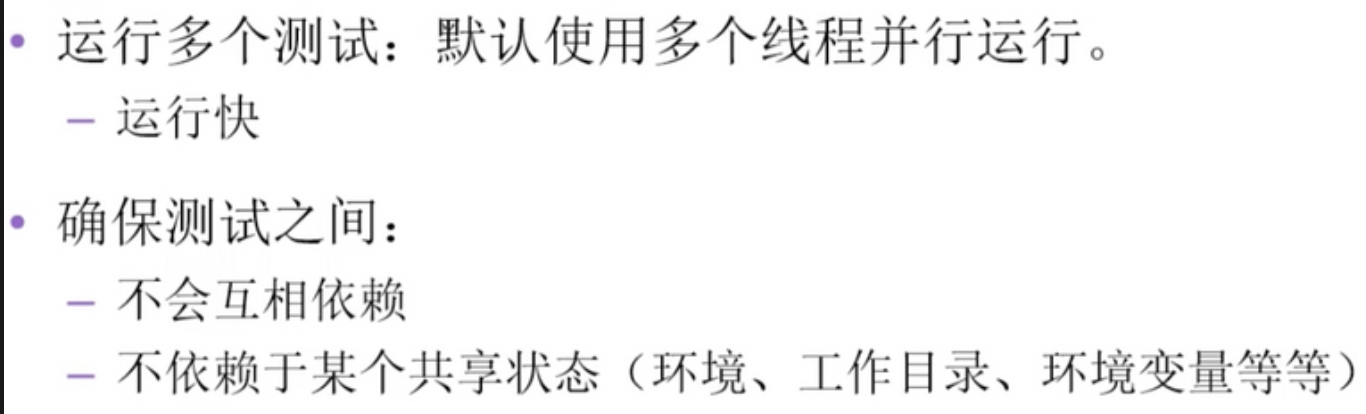 • 运行多个测试：默认使用多个线程并行运行。
– 运行快
• 确保测试之间：
– 不会互相依赖
– 不依赖于某个共享状态（环境、工作目录、环境变量等等）